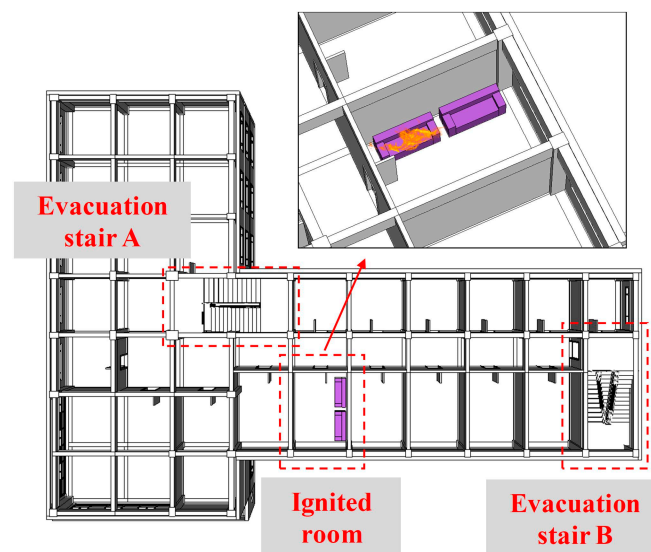 Evacuation
stair A
Ignited
room
Evacuation
stair B